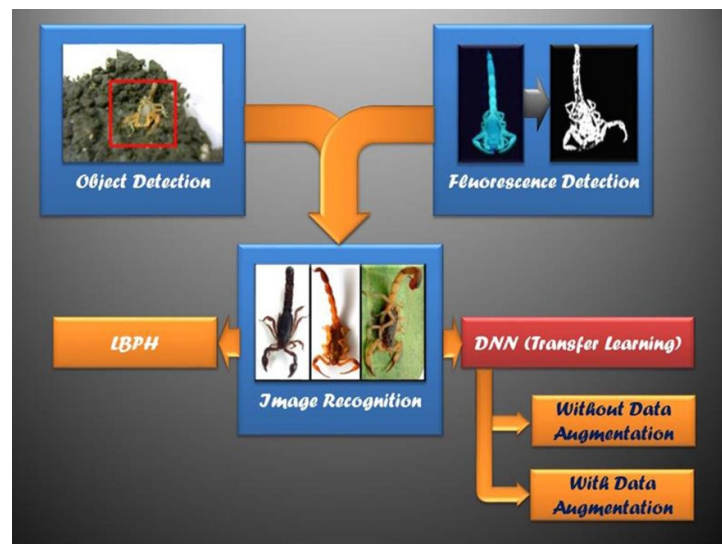 Object Detection
Fluorescence Detection
Image Recognition
LBPH
DNN (Transfer Learning)
Without Data
Augmentation
With Data
Augmentation